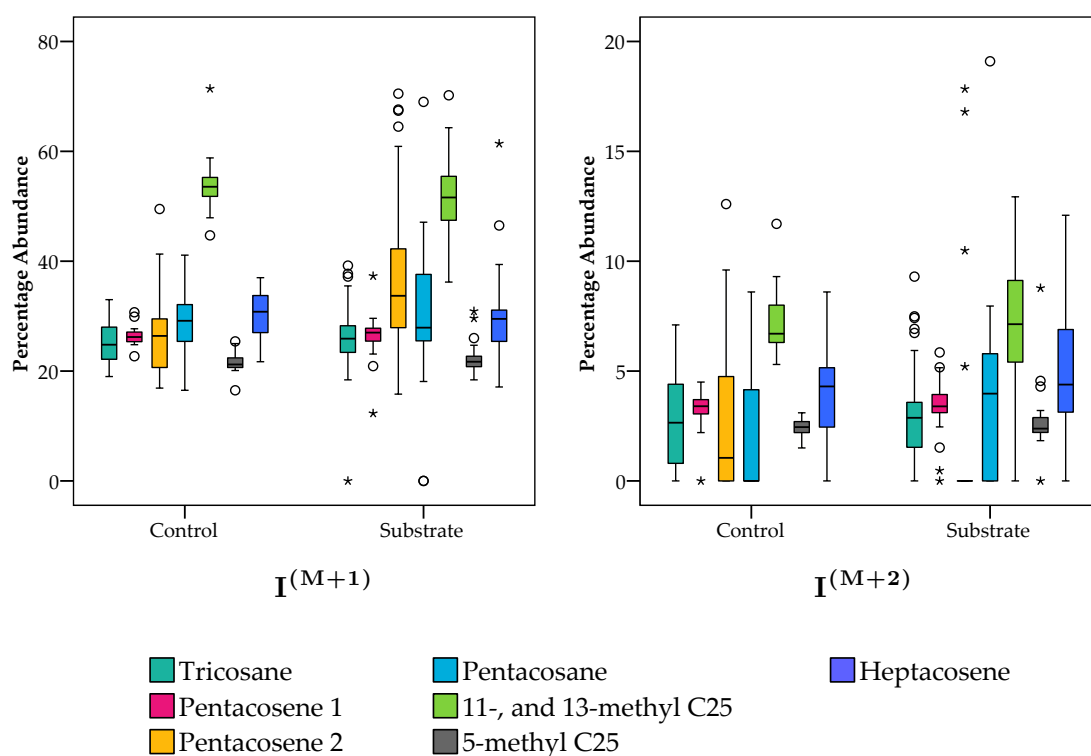 80
60
40
20
0
Percentage Abundance
Control
Substrate
I(M+1)
20
15
10
5
0
Percentage Abundance
Control
Substrate
I(M+2)
Tricosane
Pentacosane
Heptacosene
Pentacosene 1
11-, and 13-methyl C25
Pentacosene 2
5-methyl C25